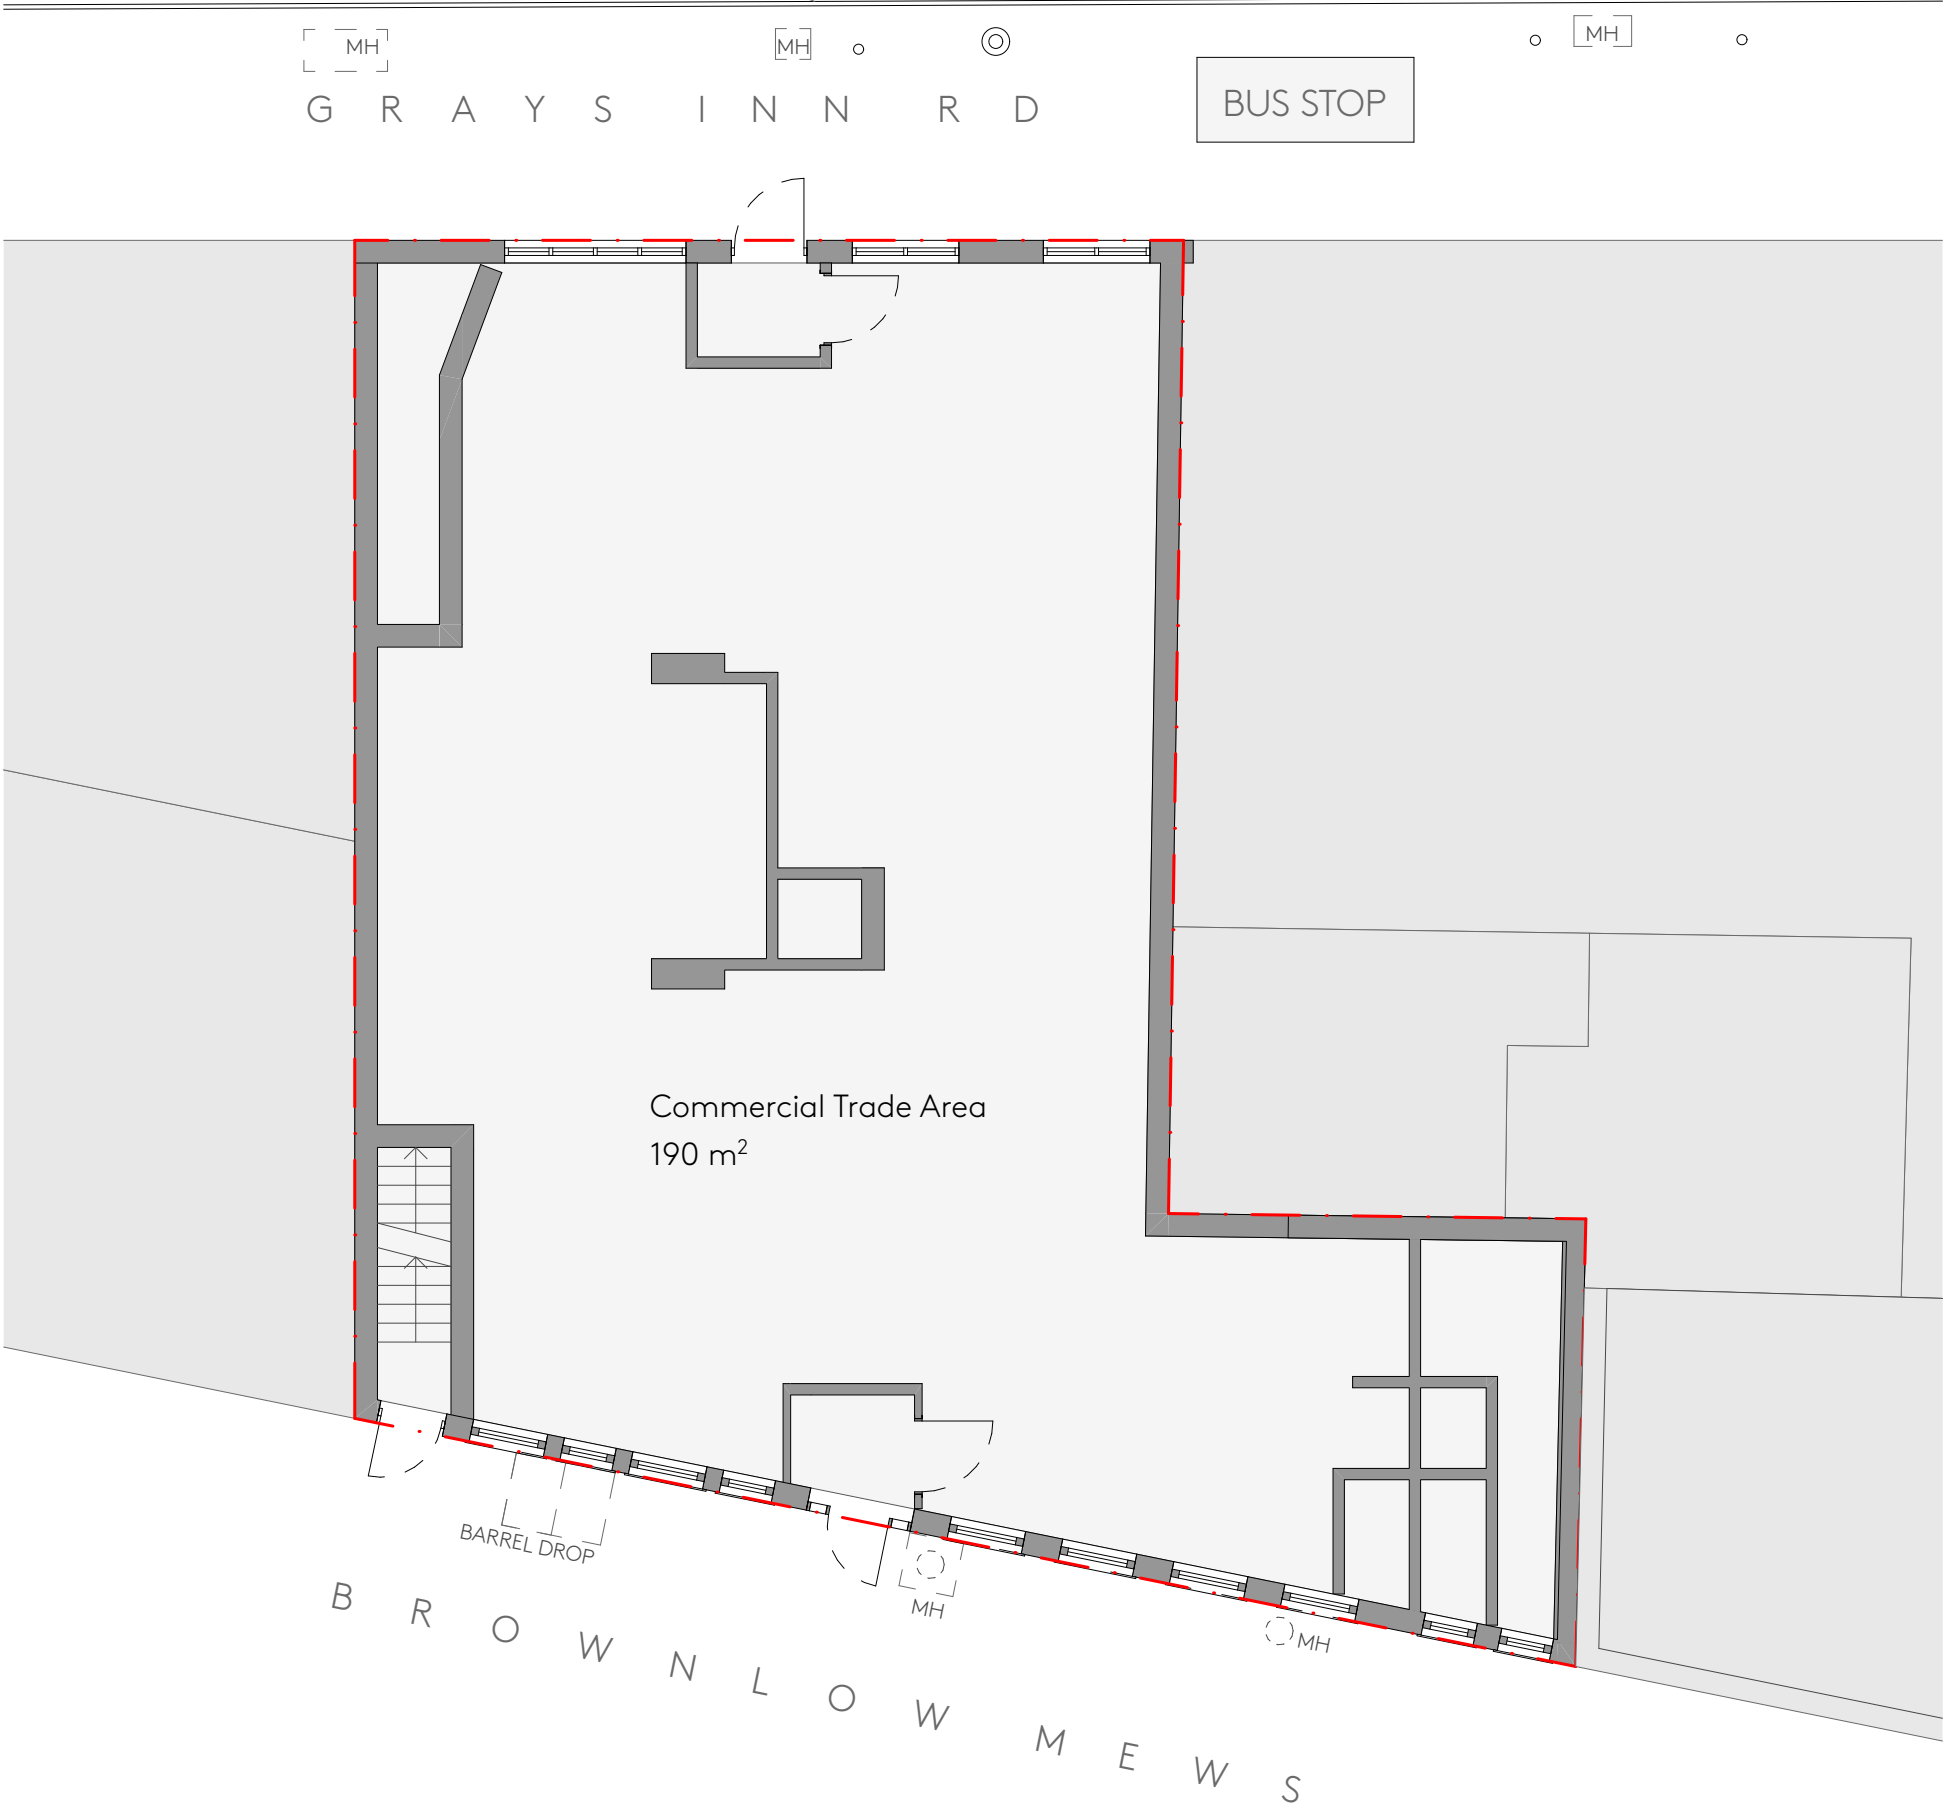 MH
MH
MH
GRAYS INN RD
BUS STOP
Commercial Trade Area
190 m²
BARREL DROP
MH
MH
BROWNLOW MEWS